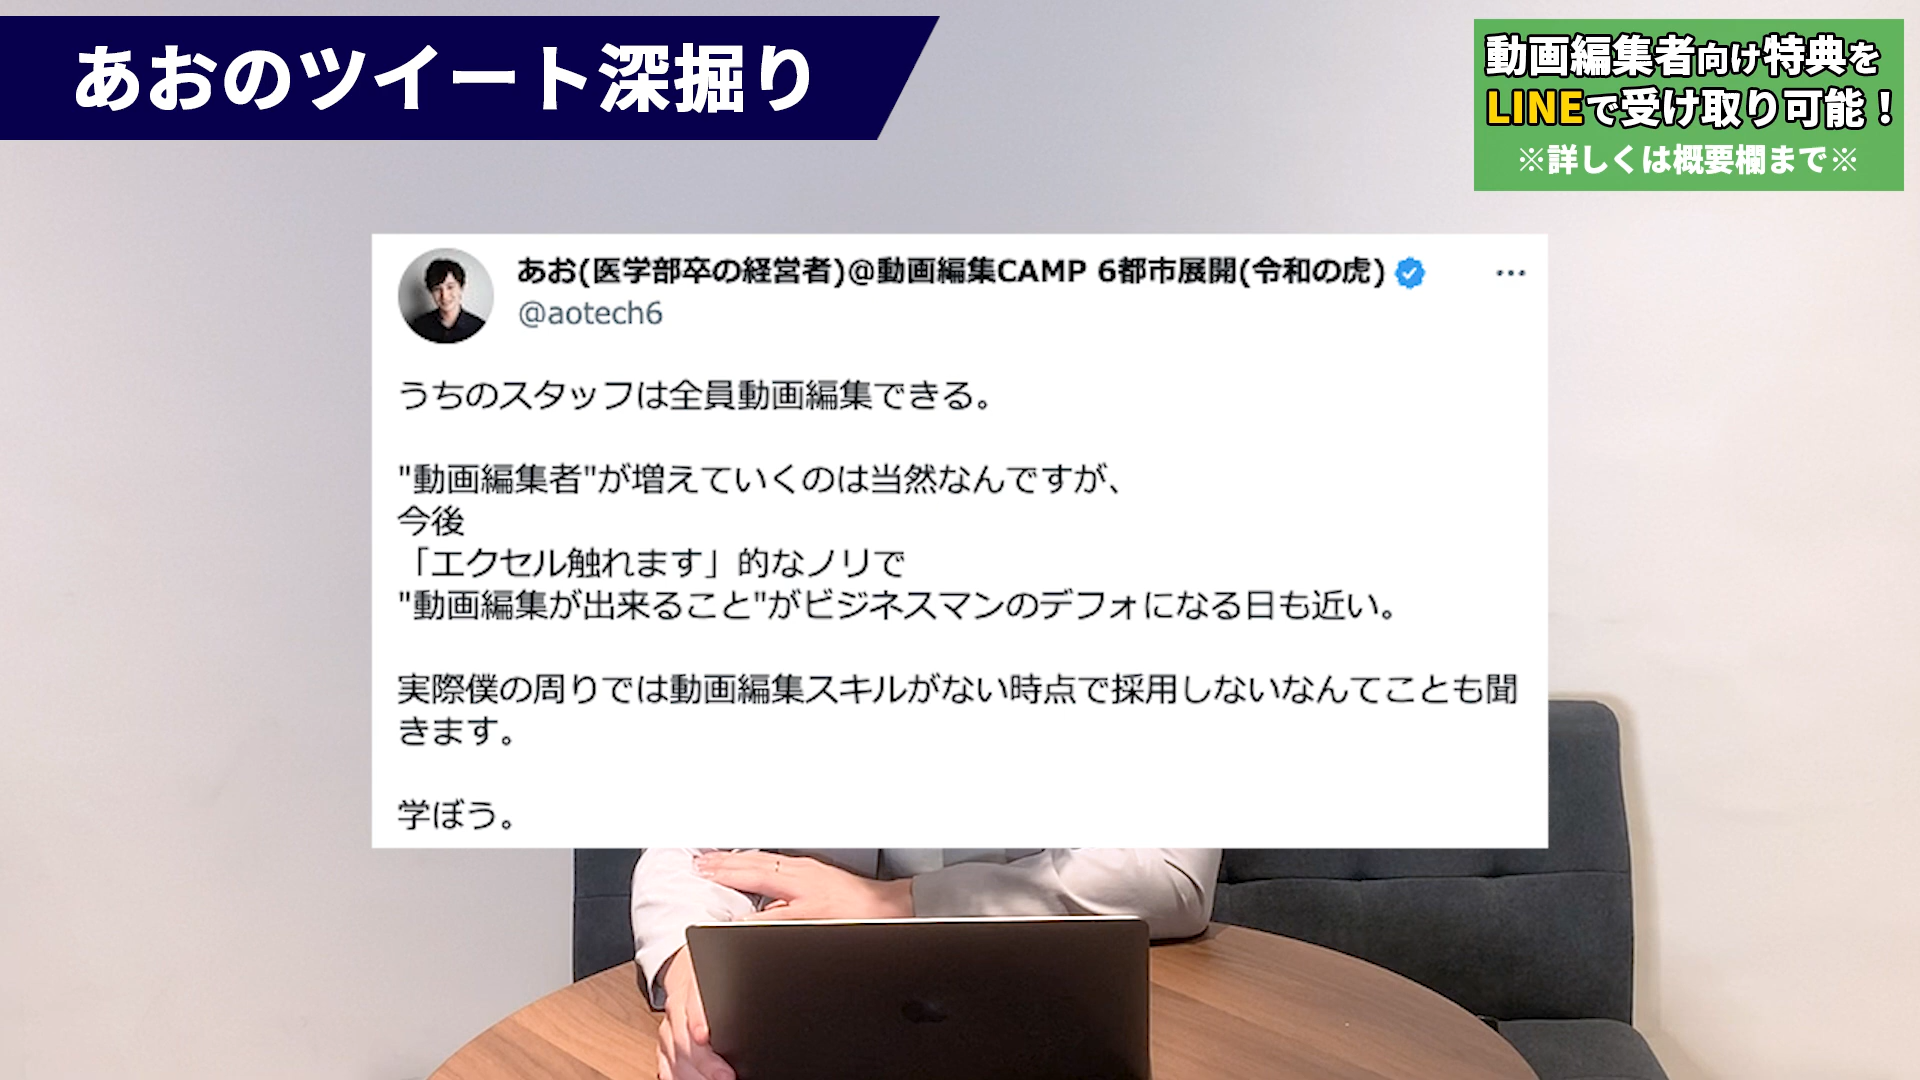 あおのツイート深掘り
動画編集者向け特典を
LINEで受け取り可能！
※詳しくは概要欄まで※
あお(医学部卒の経営者)@動画編集CAMP 6都市展開(令和の虎)
@aotech6
うちのスタッフは全員動画編集できる。
"動画編集者"が増えていくのは当然なんですが、
今後
「エクセル触れます」的なノリで
"動画編集が出来ること"がビジネスマンのデフォになる日も近い。
実際僕の周りでは動画編集スキルがない時点で採用しないなんてことも聞
きます。
学ぼう。